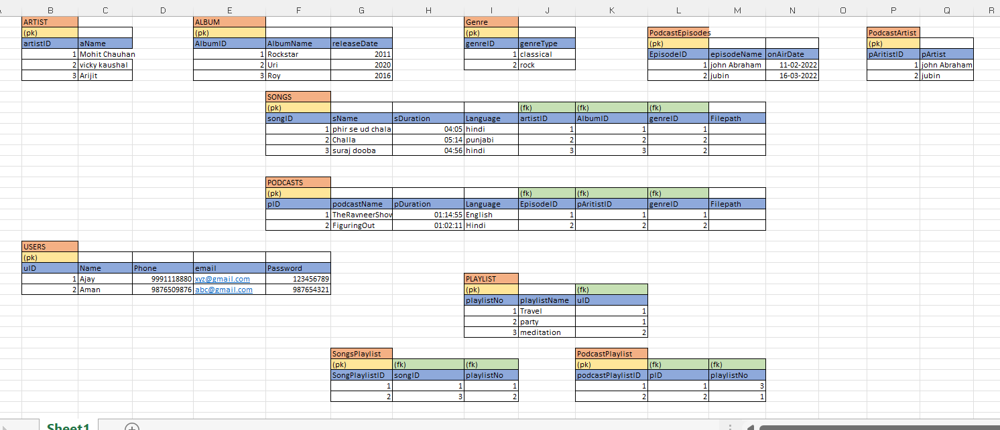 B C D E F G H I J K L M N O P Q R
ARTIST ALBUM Genre
(pk) (pk) (pk) PodcastEpisodes PodcastArtist
artistID aName AlbumID AlbumName releaseDate genreID genreType (pk) (pk)
1 Mohit Chauhan 1 Rockstar 2011 1 classical EpisodeID episodeName onAirDate pAritistID pArtist
2 vicky kaushal 2 Uri 2020 2 rock 1 john Abraham 11-02-2022 1 john Abraham
3 Arijit 3 Roy 2016 2 jubin 16-03-2022 2 jubin
SONGS
(pk) (fk) (fk) (fk)
songID sName sDuration Language artistID AlbumID genreID Filepath
1 phir se ud chala 04:05 hindi 1 1 1
2 Challa 05:14 punjabi 2 2 2
3 suraj dooba 04:56 hindi 3 3 2
PODCASTS
(pk) (fk) (fk) (fk)
pID podcastName pDuration Language EpisodeID pAritistID genreID Filepath
1 TheRavneerShov 01:14:55 English 1 1 1
2 FiguringOut 01:02:11 Hindi 2 2 2
USERS
(pk)
uID Name Phone email Password
1 Ajay 9991118880 xyz@gmail.com 123456789
2 Aman 9876509876 abc@gmail.com 987654321
PLAYLIST
(pk) (fk)
playlistNo playlistName uID
1 Travel 1
2 party 1
3 meditation 2
SongsPlaylist PodcastPlaylist
(pk) (fk) (fk) (pk) (fk) (fk)
SongPlaylistID songID playlistNo podcastPlaylistID pID playlistNo
1 1 1 1 1 3
2 3 2 2 2 1
Sheet1